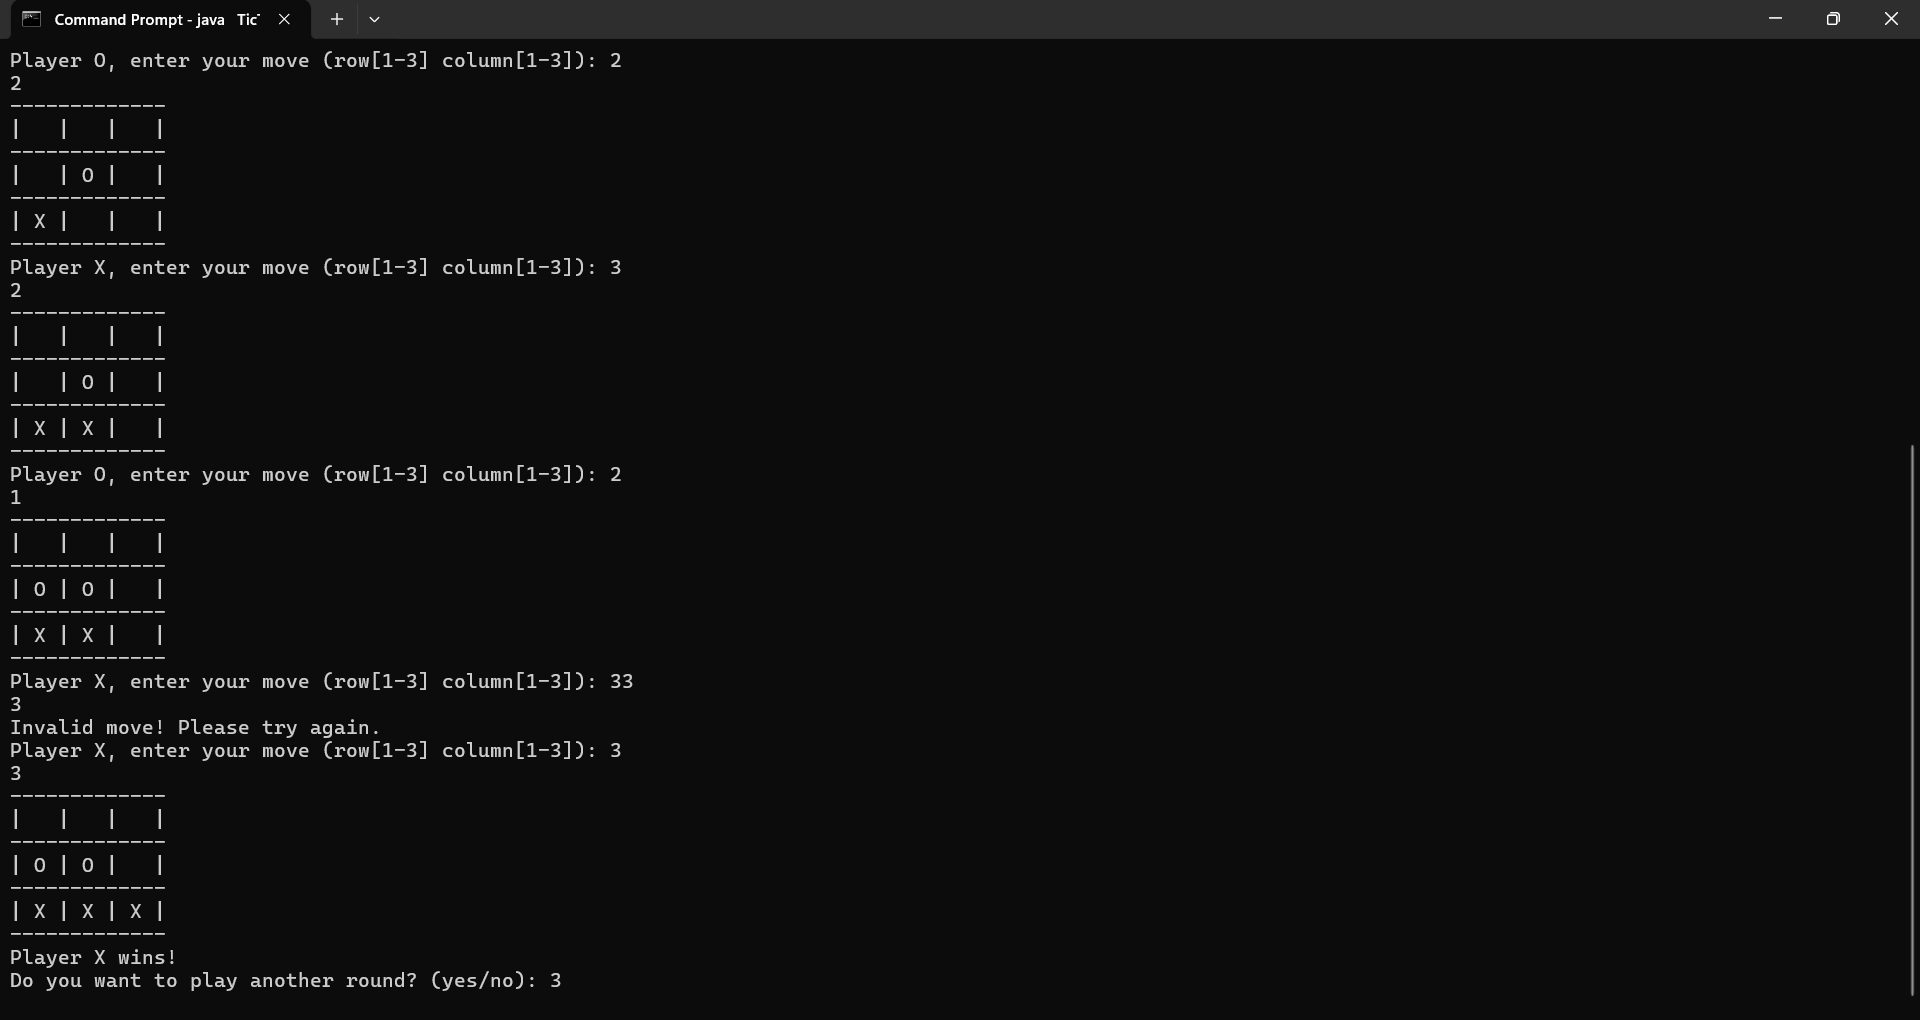 Command Prompt - java  Tic
Player O, enter your move (row[1-3] column[1-3]): 2
2
-------------
|   |   |   |
-------------
|   | O |   |
-------------
| X |   |   |
-------------
Player X, enter your move (row[1-3] column[1-3]): 3
2
-------------
|   |   |   |
-------------
|   | O |   |
-------------
| X | X |   |
-------------
Player O, enter your move (row[1-3] column[1-3]): 2
1
-------------
|   |   |   |
-------------
| O | O |   |
-------------
| X | X |   |
-------------
Player X, enter your move (row[1-3] column[1-3]): 33
3
Invalid move! Please try again.
Player X, enter your move (row[1-3] column[1-3]): 3
3
-------------
|   |   |   |
-------------
| O | O |   |
-------------
| X | X | X |
-------------
Player X wins!
Do you want to play another round? (yes/no): 3